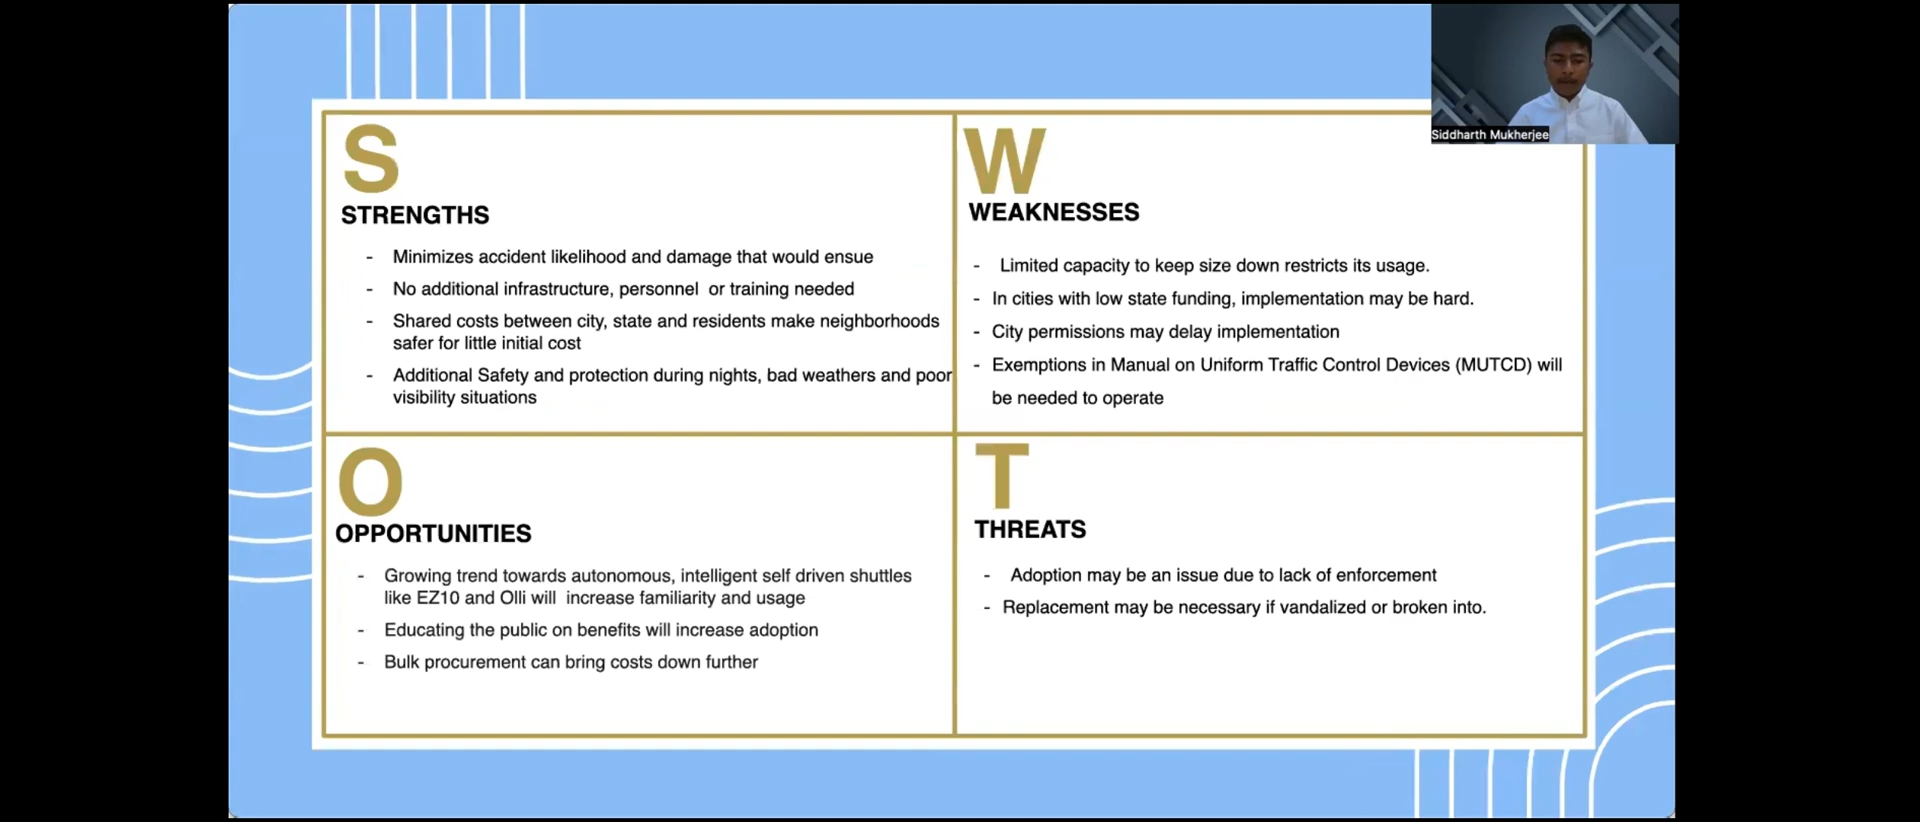 Siddharth Mukherjee
S
STRENGTHS
- Minimizes accident likelihood and damage that would ensue
- No additional infrastructure, personnel or training needed
- Shared costs between city, state and residents make neighborhoods
safer for little initial cost
- Additional Safety and protection during nights, bad weathers and poor
visibility situations
W
WEAKNESSES
- Limited capacity to keep size down restricts its usage.
- In cities with low state funding, implementation may be hard.
- City permissions may delay implementation
- Exemptions in Manual on Uniform Traffic Control Devices (MUTCD) will
be needed to operate
O
OPPORTUNITIES
- Growing trend towards autonomous, intelligent self driven shuttles
like EZ10 and Olli will increase familiarity and usage
- Educating the public on benefits will increase adoption
- Bulk procurement can bring costs down further
T
THREATS
- Adoption may be an issue due to lack of enforcement
- Replacement may be necessary if vandalized or broken into.